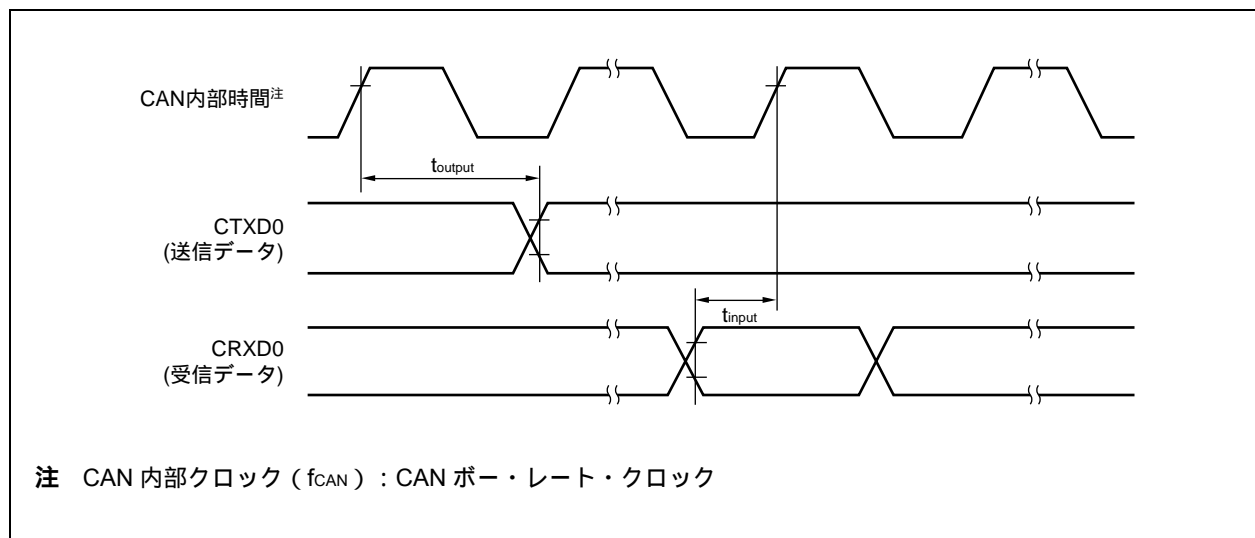 CAN内部時間注
toutput
CTXD0
(送信データ)
tinput
CRXD0
(受信データ)
注 CAN 内部クロック（fCAN）：CAN ボー・レート・クロック